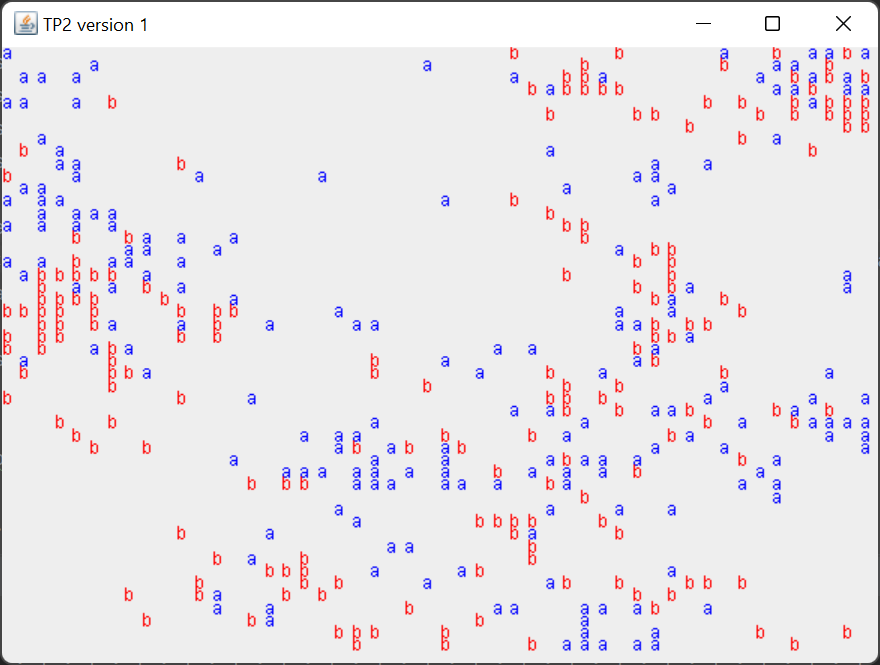 TP2 version 1
a b b a a a b a
a a b b a a b b
a a a a b b a a b a b a b
b a b b b b a a b b a
a a a b b b b a b b b
b b b b b b b b
b b b
a b a
b a a b
a a b a a
b a a a a a
a a a a
a a a a b a
a a a a b
a a a a b b
b b a a a b
a a a a b b
a a b a a a b b
a b b b b b a b b a
b a a b a b b a a
b b b b b a b a b
b b b b b b b b a a a b
b b b a a b a a a a a b b b
b b b b b b b a
b b a b a a a b a
a b b a a b
b b b a b a b a b a
b b b b a
b b a b b b a a
a a b b a a b b a b
b b a a b a b a a a a
b a a a b b a b a a a
b b a b a b a b a a a
a a a a b a a a b a
a a a a a a b a a a a b a
b b b a a a a a a b a a a
b a
a a a a
a b b b b b
b a b a b
a a b
b a b b
b b b a a b a
b b a a b b b b b
b b a b b b b
a a b a a a a a b a
b b a b a
b b b b a a b b
b b b a a a a a b